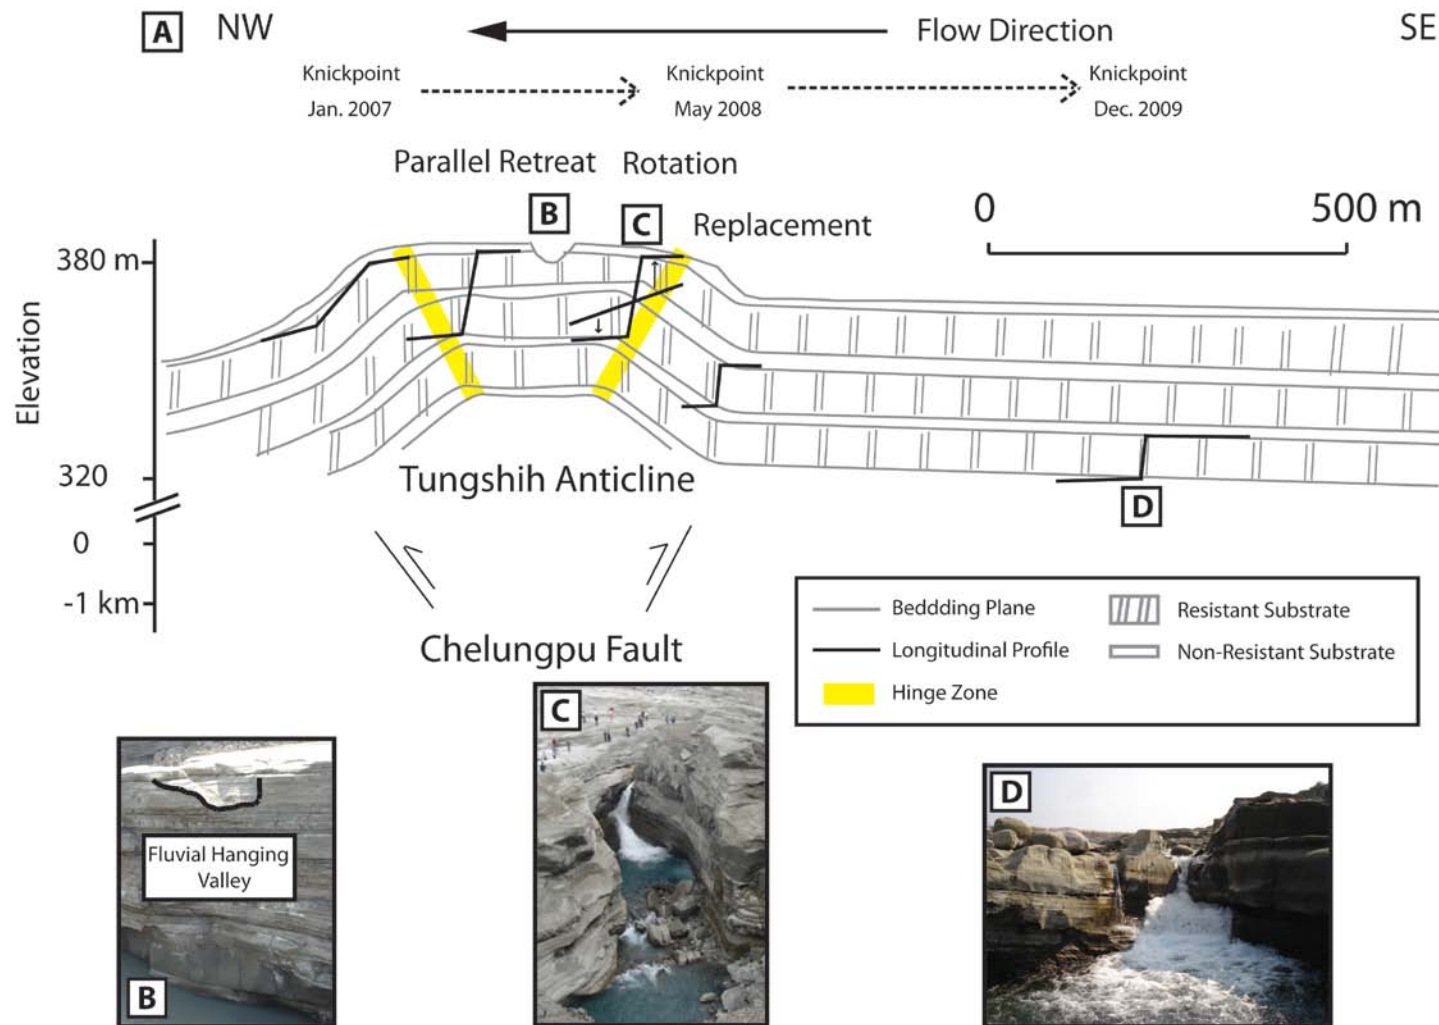 A NW Flow Direction SE
Knickpoint Knickpoint Knickpoint
Jan. 2007 May 2008 Dec. 2009
Parallel Retreat Rotation
B C Replacement 0 500 m
380 m
Elevation
320
Tungshih Anticline
D
0
-1 km
Chelungpu Fault
Beddding Plane Resistant Substrate
Longitudinal Profile Non-Resistant Substrate
Hinge Zone
C
D
Fluvial Hanging
Valley
B